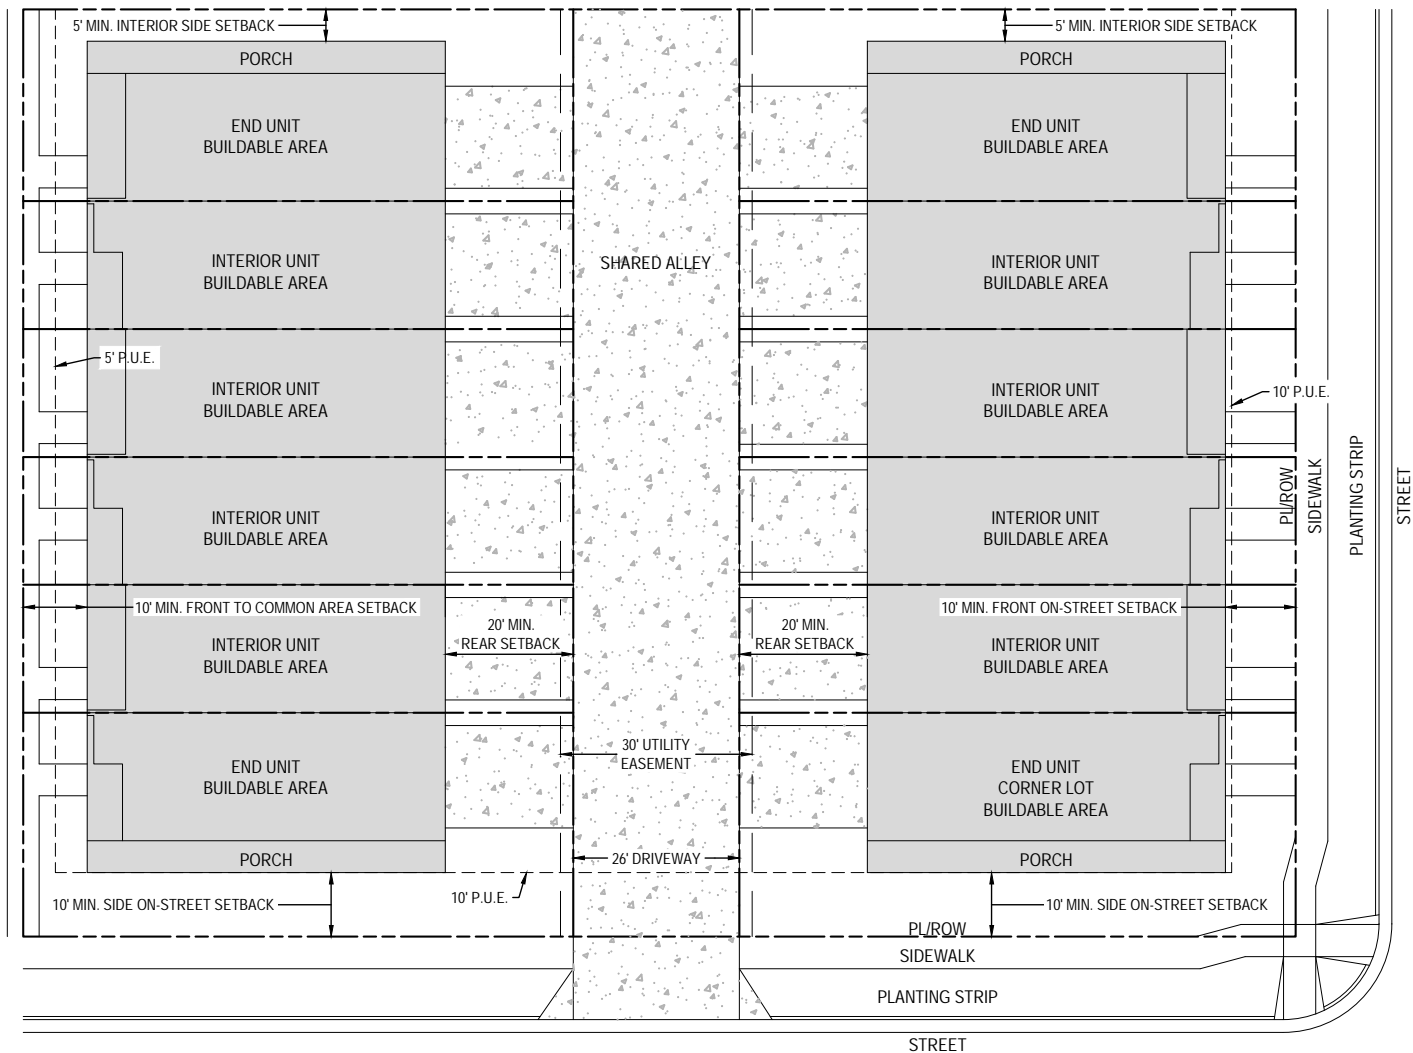 5' MIN. INTERIOR SIDE SETBACK
5' MIN. INTERIOR SIDE SETBACK
PORCH
PORCH
END UNIT
BUILDABLE AREA
END UNIT
BUILDABLE AREA
INTERIOR UNIT
BUILDABLE AREA
SHARED ALLEY
INTERIOR UNIT
BUILDABLE AREA
5' P.U.E.
INTERIOR UNIT
BUILDABLE AREA
INTERIOR UNIT
BUILDABLE AREA
10' P.U.E.
INTERIOR UNIT
BUILDABLE AREA
INTERIOR UNIT
BUILDABLE AREA
PL/ROW
SIDEWALK
PLANTING STRIP
STREET
10' MIN. FRONT TO COMMON AREA SETBACK
10' MIN. FRONT ON-STREET SETBACK
20' MIN.
REAR SETBACK
20' MIN.
REAR SETBACK
INTERIOR UNIT
BUILDABLE AREA
INTERIOR UNIT
BUILDABLE AREA
30' UTILITY
EASEMENT
END UNIT
BUILDABLE AREA
END UNIT
CORNER LOT
BUILDABLE AREA
PORCH
26' DRIVEWAY
PORCH
10' P.U.E.
10' MIN. SIDE ON-STREET SETBACK
10' MIN. SIDE ON-STREET SETBACK
PL/ROW
SIDEWALK
PLANTING STRIP
STREET